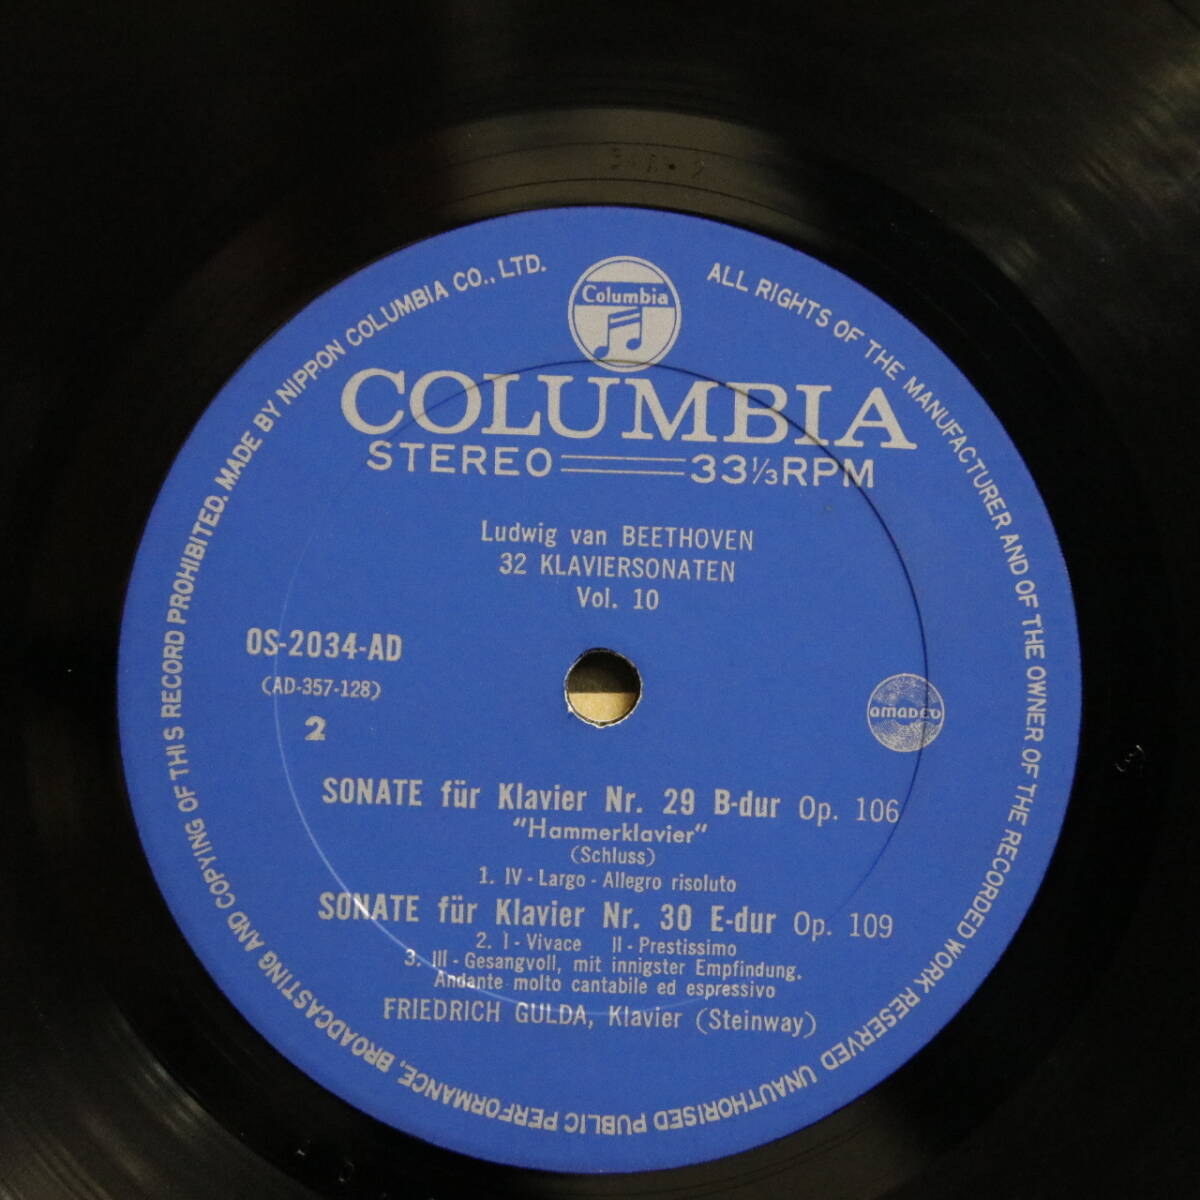 Columbia
COLUMBIA
STEREO 33⅓RPM
Ludwig van BEETHOVEN
32 KLAVIERSONATEN
Vol. 10
OS-2034-AD
(AD-357-128)
2
amadeo
SONATE für Klavier Nr. 29 B-dur Op. 106
"Hammerklavier"
(Schluss)
1. IV - Largo - Allegro risoluto
SONATE für Klavier Nr. 30 E-dur Op. 109
2. I - Vivace II - Prestissimo
3. III - Gesangvoll, mit innigster Empfindung.
Andante molto cantabile ed espressivo
FRIEDRICH GULDA, Klavier (Steinway)
ALL RIGHTS OF THE MANUFACTURER AND OF THE OWNER OF THE RECORDED WORK RESERVED UNAUTHORISED PUBLIC PERFORMANCE, BROADCASTING AND COPYING OF THIS RECORD PROHIBITED. MADE BY NIPPON COLUMBIA CO., LTD.